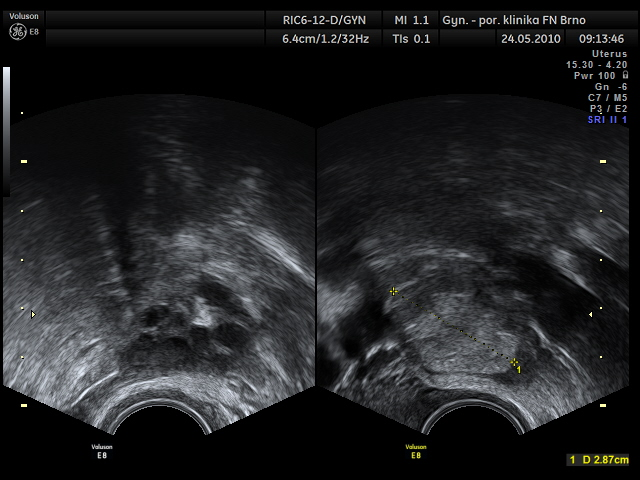 Voluson
GE E8
RIC6-12-D/GYN
MI 1.1
Gyn. - por. klinika FN Brno
6.4cm/1.2/32Hz
TIs 0.1
24.05.2010
09:13:46
Uterus
15.30 - 4.20
Pwr 100
Gn -6
C7 / M5
P3 / E2
SRI II 1
1
Voluson
E8
Voluson
E8
1 D 2.87cm